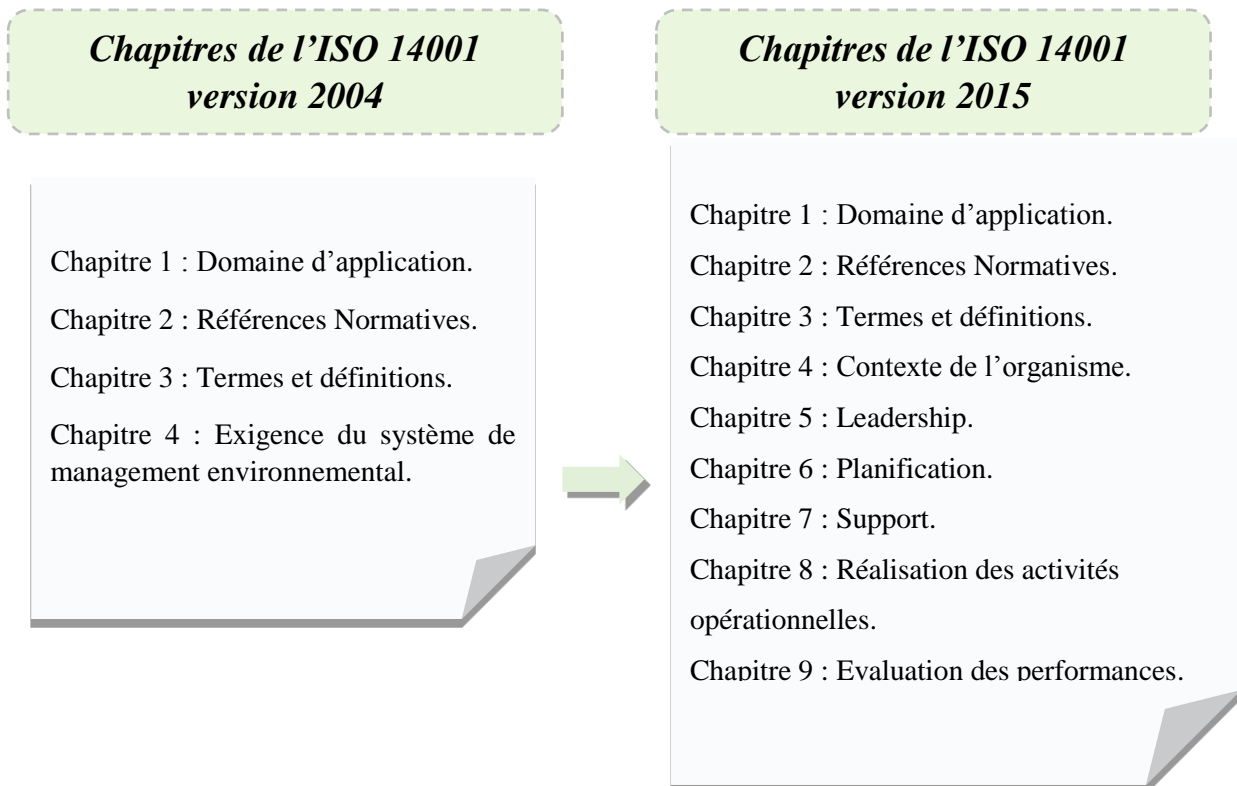 Chapitres de l’ISO 14001
version 2004
Chapitre 1 : Domaine d’application.
Chapitre 2 : Références Normatives.
Chapitre 3 : Termes et définitions.
Chapitre 4 : Exigence du système de
management environnemental.
Chapitres de l’ISO 14001
version 2015
Chapitre 1 : Domaine d’application.
Chapitre 2 : Références Normatives.
Chapitre 3 : Termes et définitions.
Chapitre 4 : Contexte de l’organisme.
Chapitre 5 : Leadership.
Chapitre 6 : Planification.
Chapitre 7 : Support.
Chapitre 8 : Réalisation des activités
opérationnelles.
Chapitre 9 : Evaluation des performances.